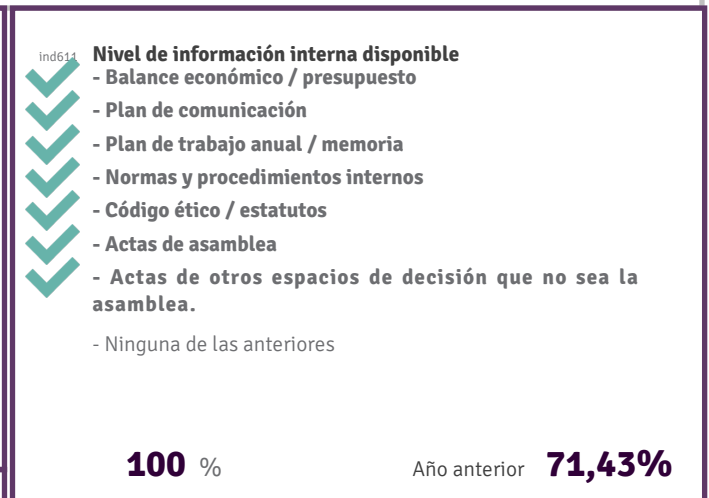 ind611 Nivel de información interna disponible
- Balance económico / presupuesto
- Plan de comunicación
- Plan de trabajo anual / memoria
- Normas y procedimientos internos
- Código ético / estatutos
- Actas de asamblea
- Actas de otros espacios de decisión que no sea la
asamblea.
- Ninguna de las anteriores
100 % Año anterior 71,43%